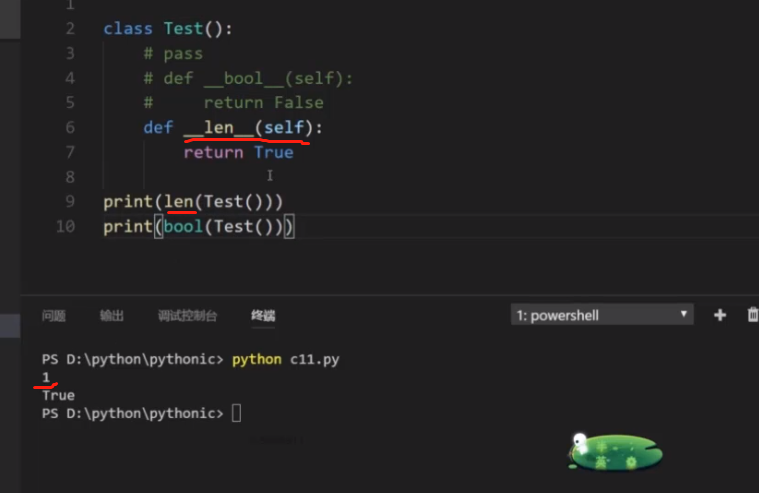 1
2 class Test():
3     # pass
4     # def __bool__(self):
5     #     return False
6     def __len__(self):
7         return True
8
9 print(len(Test()))
10 print(bool(Test()))
问题 输出 调试控制台 终端 1: powershell
PS D:\python\pythonic> python c11.py
1
True
PS D:\python\pythonic>